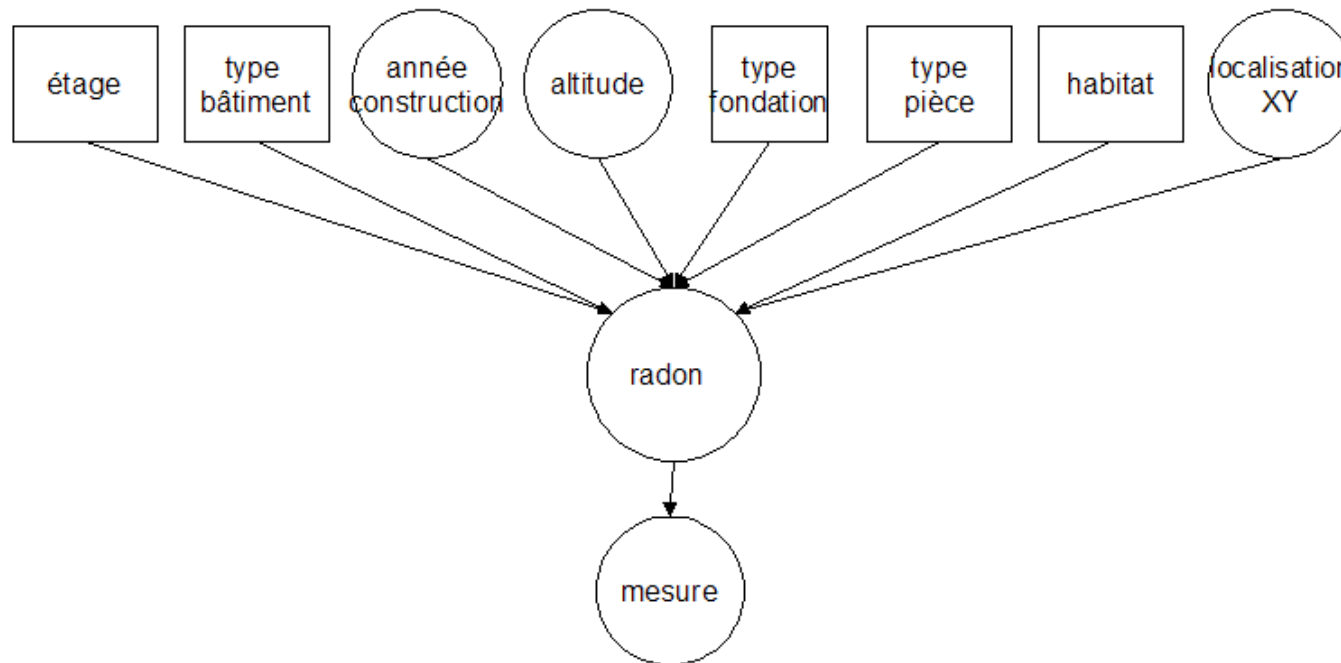 étage
type
bâtiment
année
construction
altitude
type
fondation
type
pièce
habitat
localisation
XY
radon
mesure